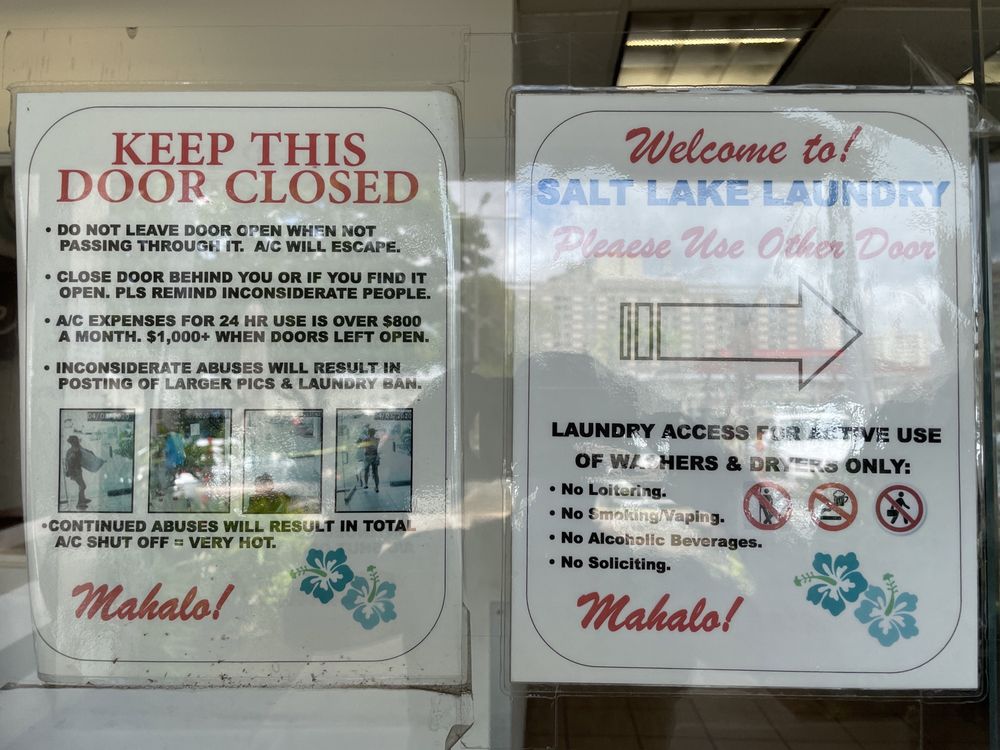 KEEP THIS
DOOR CLOSED
• DO NOT LEAVE DOOR OPEN WHEN NOT
PASSING THROUGH IT. A/C WILL ESCAPE.
• CLOSE DOOR BEHIND YOU OR IF YOU FIND IT
OPEN. PLS REMIND INCONSIDERATE PEOPLE.
• A/C EXPENSES FOR 24 HR USE IS OVER $800
A MONTH. $1,000+ WHEN DOORS LEFT OPEN.
• INCONSIDERATE ABUSES WILL RESULT IN
POSTING OF LARGER PICS & LAUNDRY BAN.
•CONTINUED ABUSES WILL RESULT IN TOTAL
A/C SHUT OFF = VERY HOT.
Mahalo!
Welcome to!
SALT LAKE LAUNDRY
Pleaese Use Other Door
LAUNDRY ACCESS FOR ACTIVE USE
OF WASHERS & DRYERS ONLY:
• No Loitering.
• No Smoking/Vaping.
• No Alcoholic Beverages.
• No Soliciting.
Mahalo!